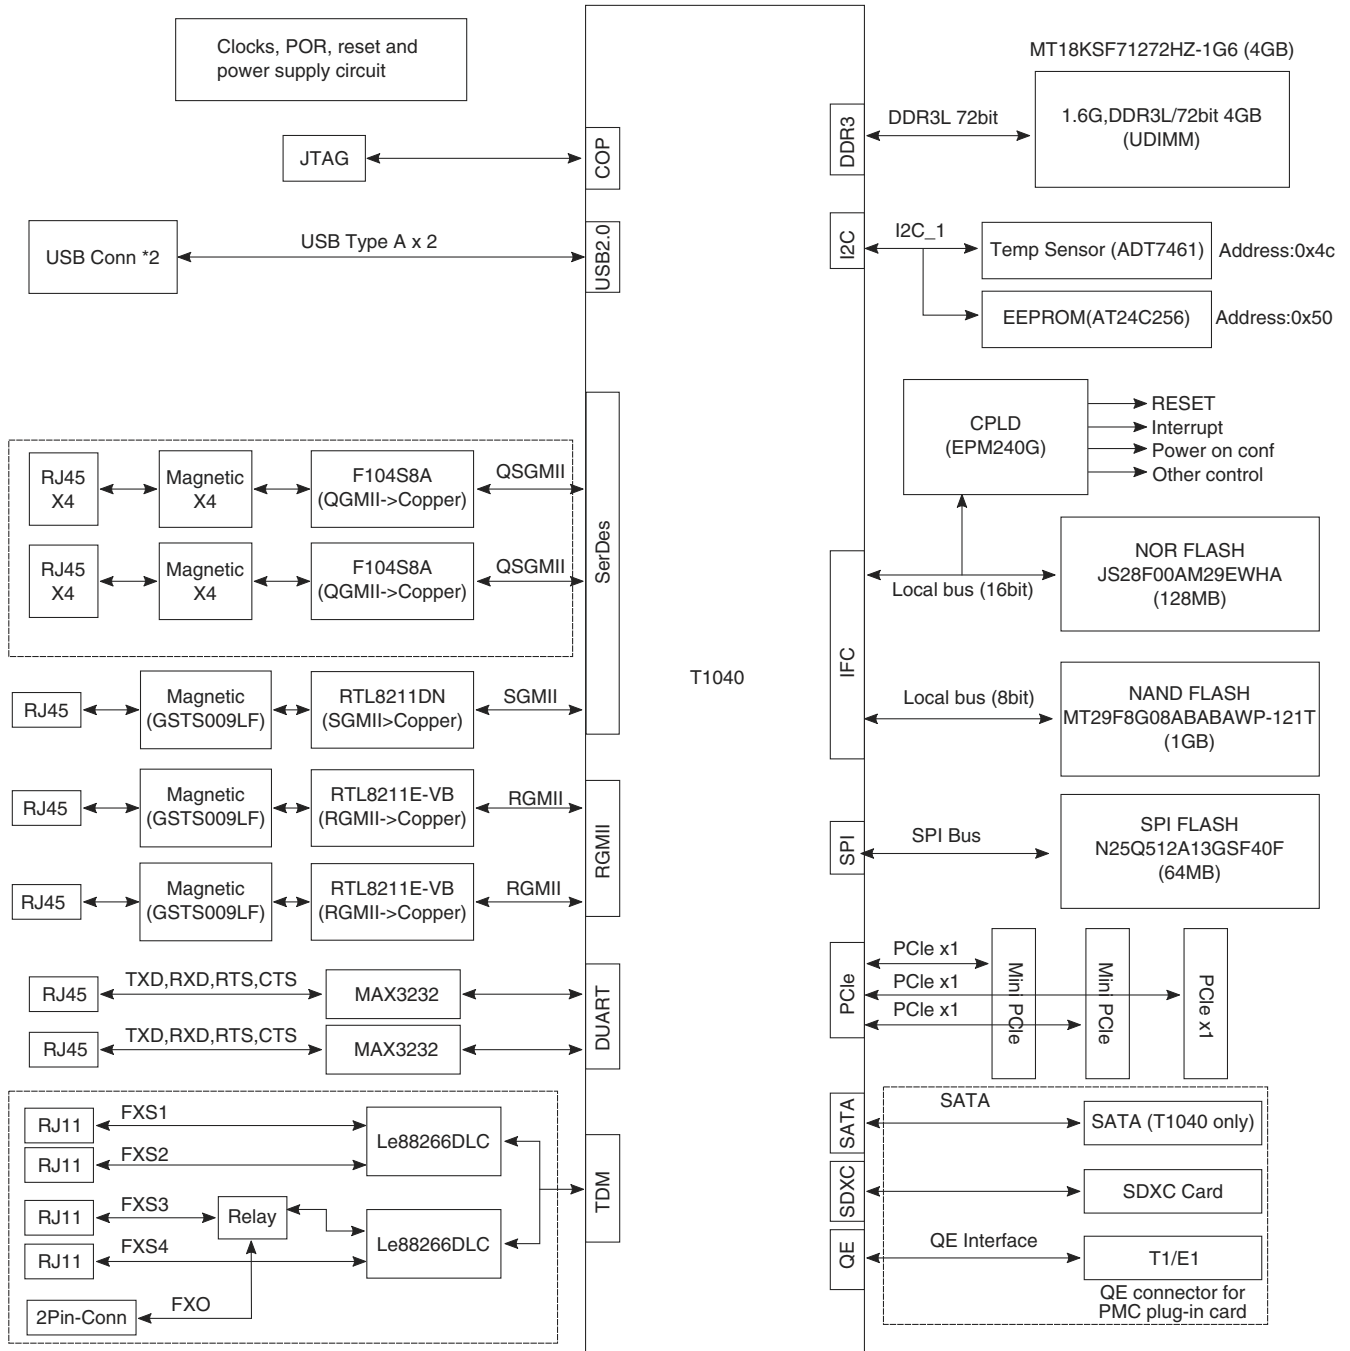 Clocks, POR, reset and
power supply circuit
JTAG
COP
USB Conn *2
USB Type A x 2
USB2.0
RJ45
X4
Magnetic
X4
F104S8A
(QGMII->Copper)
QSGMII
RJ45
X4
Magnetic
X4
F104S8A
(QGMII->Copper)
QSGMII
SerDes
RJ45
Magnetic
(GSTS009LF)
RTL8211DN
(SGMII>Copper)
SGMII
RJ45
Magnetic
(GSTS009LF)
RTL8211E-VB
(RGMII->Copper)
RGMII
RJ45
Magnetic
(GSTS009LF)
RTL8211E-VB
(RGMII->Copper)
RGMII
RGMII
RJ45
TXD,RXD,RTS,CTS
MAX3232
RJ45
TXD,RXD,RTS,CTS
MAX3232
DUART
RJ11
FXS1
RJ11
FXS2
Le88266DLC
RJ11
FXS3
Relay
RJ11
FXS4
Le88266DLC
2Pin-Conn
FXO
TDM
T1040
MT18KSF71272HZ-1G6 (4GB)
DDR3
DDR3L 72bit
1.6G,DDR3L/72bit 4GB
(UDIMM)
I2C
I2C_1
Temp Sensor (ADT7461)
Address:0x4c
EEPROM(AT24C256)
Address:0x50
CPLD
(EPM240G)
RESET
Interrupt
Power on conf
Other control
IFC
Local bus (16bit)
NOR FLASH
JS28F00AM29EWHA
(128MB)
Local bus (8bit)
NAND FLASH
MT29F8G08ABABAWP-121T
(1GB)
SPI
SPI Bus
SPI FLASH
N25Q512A13GSF40F
(64MB)
PCIe
PCIe x1
PCIe x1
PCIe x1
Mini PCIe
Mini PCIe
PCIe x1
SATA
SATA
SATA (T1040 only)
SDXC
SDXC Card
QE
QE Interface
T1/E1
QE connector for
PMC plug-in card